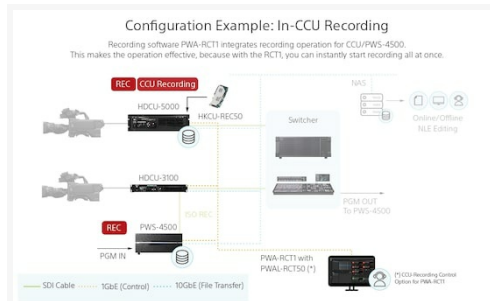 Configuration Example: In-CCU Recording
Recording software PWA-RCT1 integrates recording operation for CCU/PWS-4500.
This makes the operation effective, because with the RCT1, you can instantly start recording all at once.
REC
CCU Recording
NAS
HDCU-5000
HKCU-REC50
Switcher
Online/Offline
NLE Editing
HDCU-3100
ISO REC
PGM OUT
To PWS-4500
REC
PWS-4500
PGM IN
PWA-RCT1 with
PWAL-RCT50 (*)
(*) CCU-Recording Control
Option for PWA-RCT1
SDI Cable
1GbE (Control)
10GbE (File Transfer)